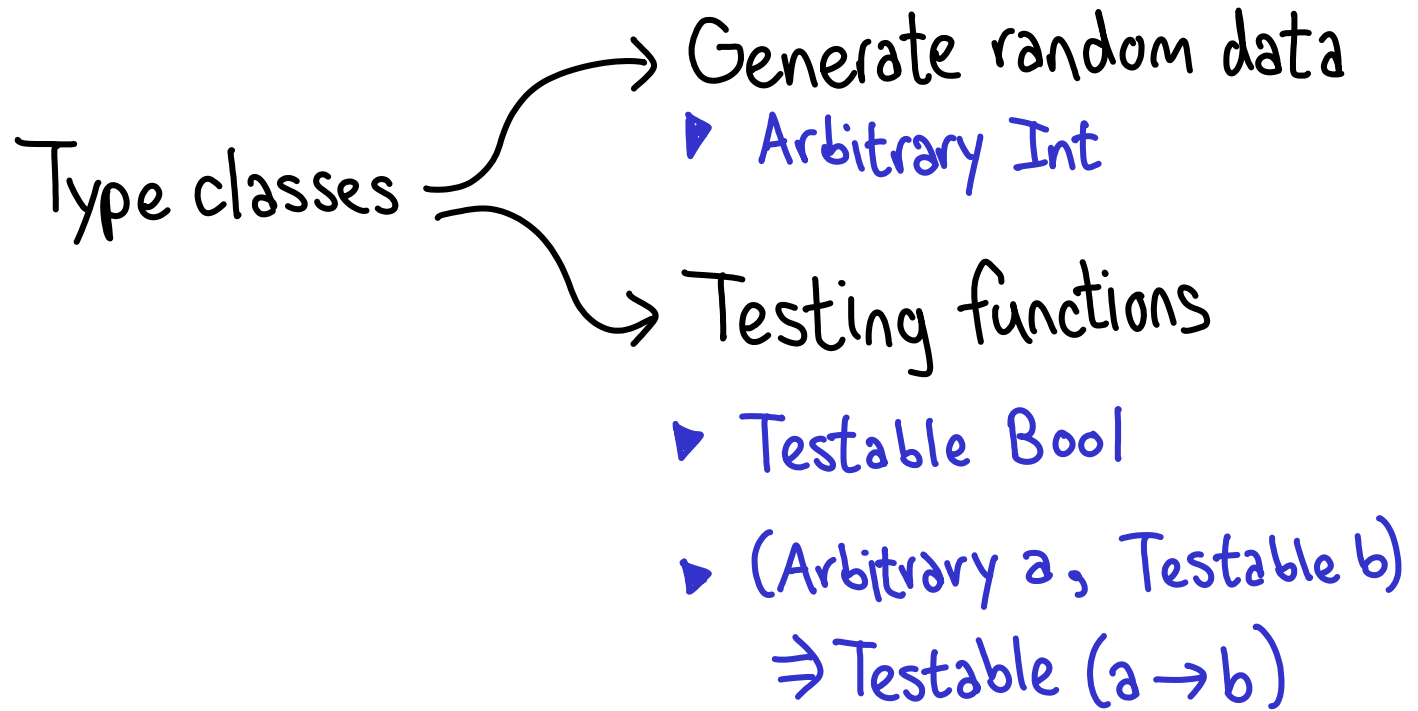 Type classes
Generate random data
Arbitrary Int
Testing functions
Testable Bool
(Arbitrary a, Testable b)
⇒ Testable (a → b)